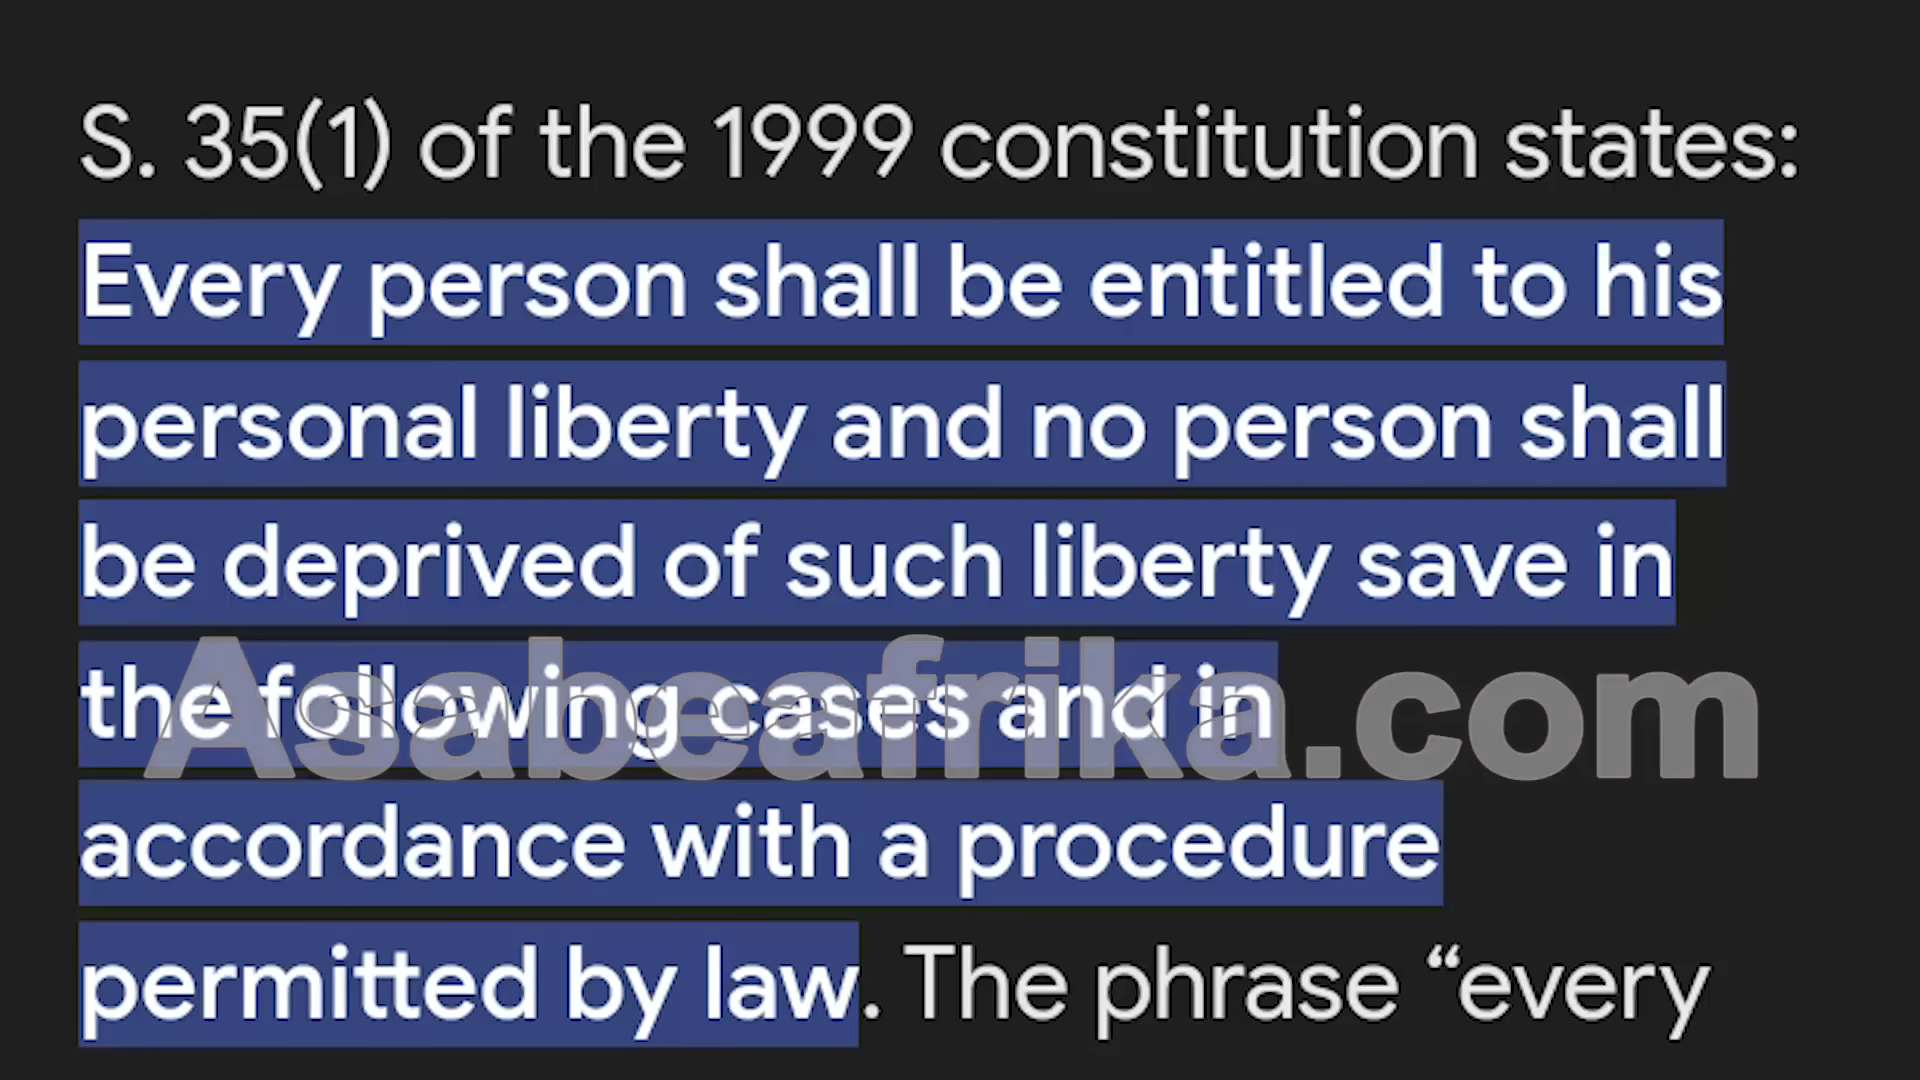 S. 35(1) of the 1999 constitution states:
Every person shall be entitled to his
personal liberty and no person shall
be deprived of such liberty save in
the following cases and in
Asabeafrika.com
accordance with a procedure
permitted by law. The phrase “every